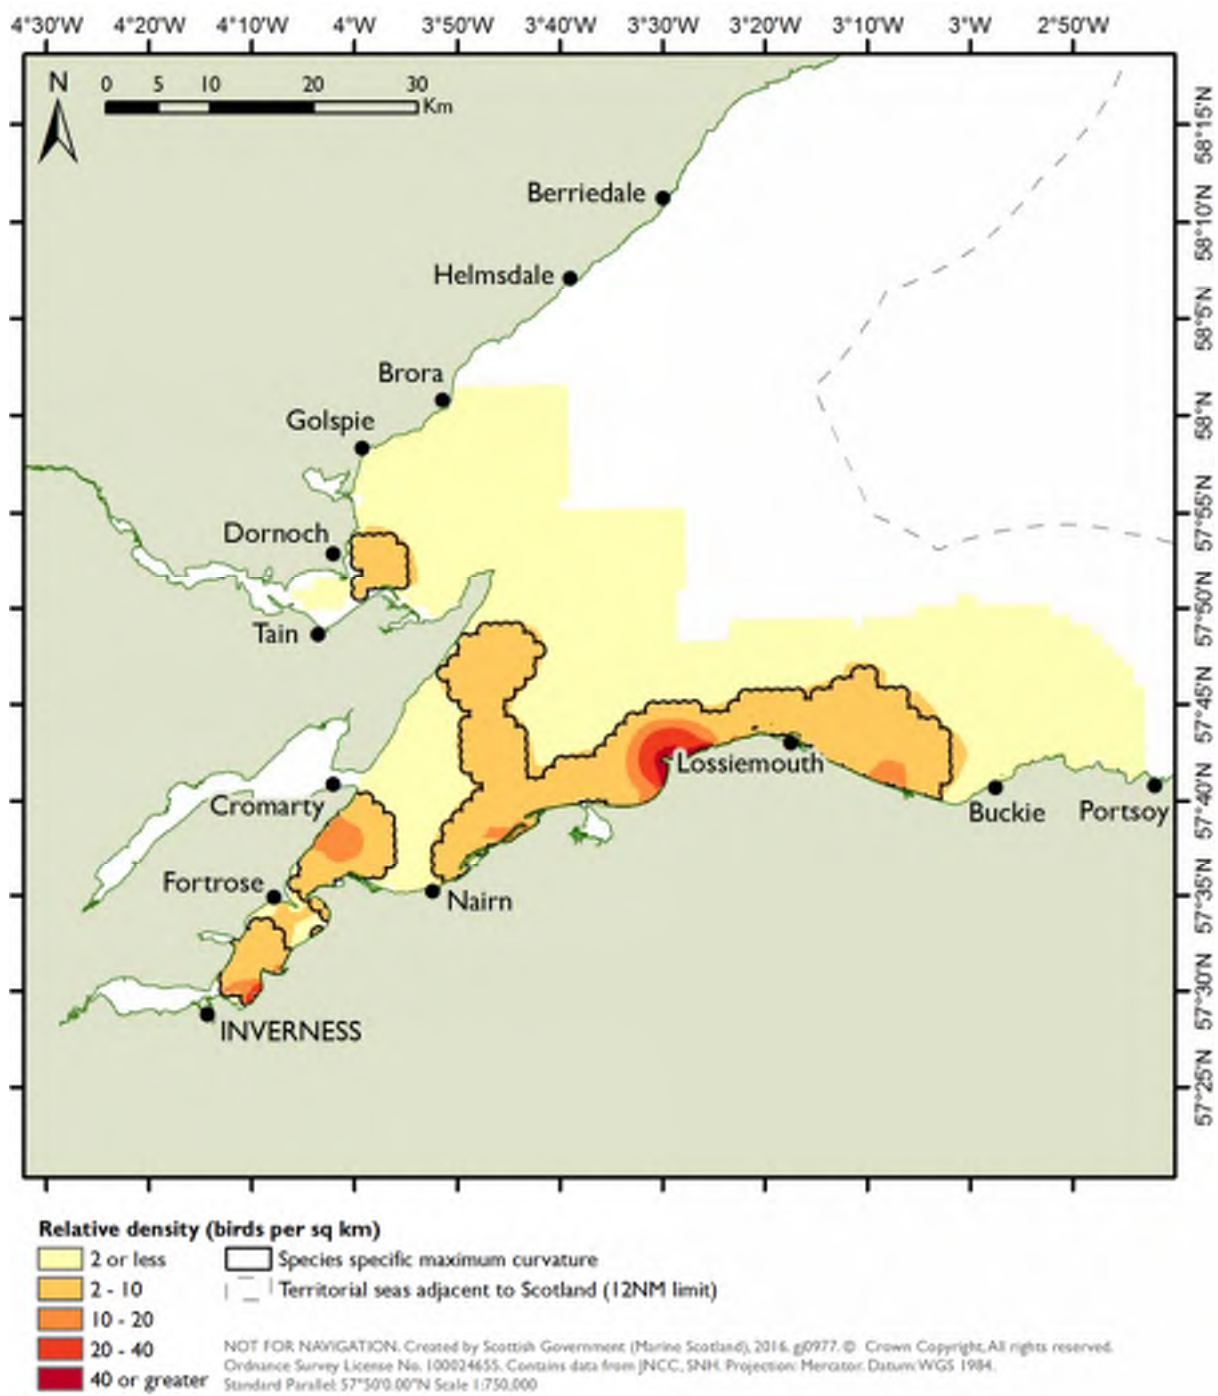 4°30'W 4°20'W 4°10'W 4°0'W 3°50'W 3°40'W 3°30'W 3°20'W 3°10'W 3°0'W 2°50'W
N 0 5 10 20 30
Km
58°15'N
Berriedale
58°10'N
Helmsdale
58°5'N
Brora
58°N
Golspie
57°55'N
Dornoch
57°50'N
Tain
57°45'N
Lossiemouth
57°40'N
Cromarty
Buckie Portsoy
Fortrose
57°35'N
Nairn
57°30'N
INVERNESS
57°25'N
Relative density (birds per sq km)
2 or less Species specific maximum curvature
2 - 10 Territorial seas adjacent to Scotland (12NM limit)
10 - 20
20 - 40 NOT FOR NAVIGATION. Created by Scottish Government (Marine Scotland), 2016. gj0977. © Crown Copyright, All rights reserved.
Ordnance Survey License No. 100024655. Contains data from JNCC, SNH. Projection: Mercator. Datum: WGS 1984.
40 or greater Standard Parallel: 57°50'0.00"N Scale 1:750,000